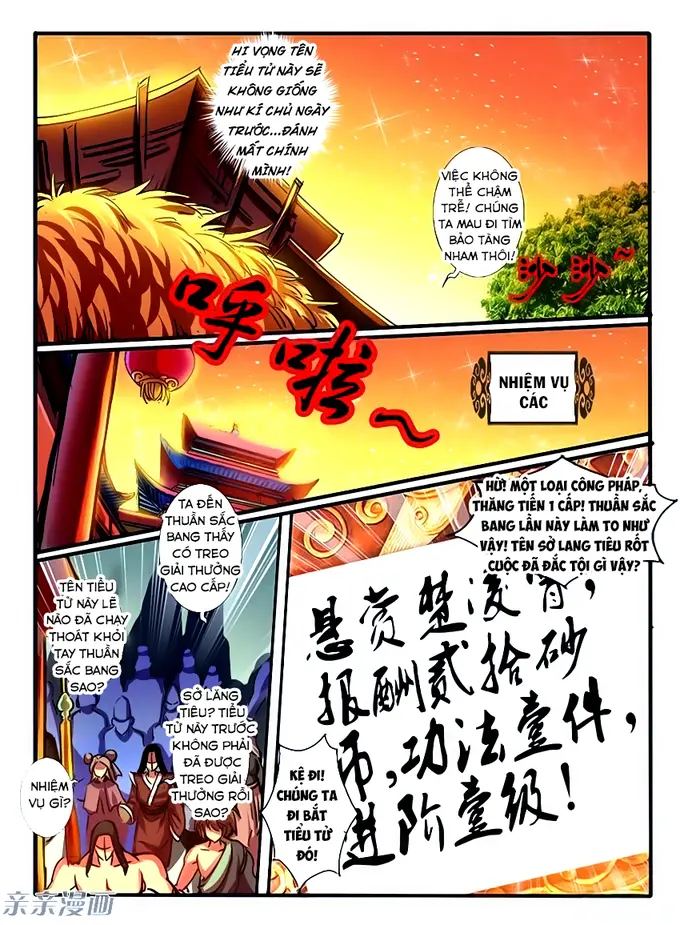 HI VỌNG TÊN
TIỂU TỬ NÀY SẼ
KHÔNG GIỐNG
NHƯ KÍ CHỦ NGÀY
TRƯỚC...ĐÁNH
MẤT CHÍNH
MÌNH!
VIỆC KHÔNG
THỂ CHẬM
TRỄ! CHÚNG
TA MAU ĐI TÌM
BẢO TÀNG
NHAM THÔI!
沙沙~
呼啦~
NHIỆM VỤ
CÁC
HỪ! MỘT LOẠI CÔNG PHÁP,
THĂNG TIẾN 1 CẤP! THUẦN SẮC
BANG LẦN NÀY LÀM TO NHƯ
VẬY! TÊN SỞ LANG TIÊU RỐT
CUỘC ĐÃ ĐẮC TỘI GÌ VẬY?
TA ĐẾN
THUẦN SẮC
BANG THẤY
CÓ TREO
GIẢI THƯỞNG
CAO CẤP!
TÊN TIỂU
TỬ NÀY LẼ
NÀO ĐÃ CHẠY
THOÁT KHỎI
TAY THUẦN
SẮC BANG
SAO?
SỞ LĂNG
TIÊU? TIỂU
TỬ NÀY TRƯỚC
KHÔNG PHẢI
ĐÃ ĐƯỢC
TREO GIẢI
THƯỞNG RỒI
SAO?
NHIỆM
VỤ GÌ?
悬赏楚凌
报酬贰拾砂
币,功法壹件,
进阶壹级!
KỆ ĐI!
CHÚNG TA
ĐI BẮT
TIỂU TỬ
ĐÓ!
亲亲漫画